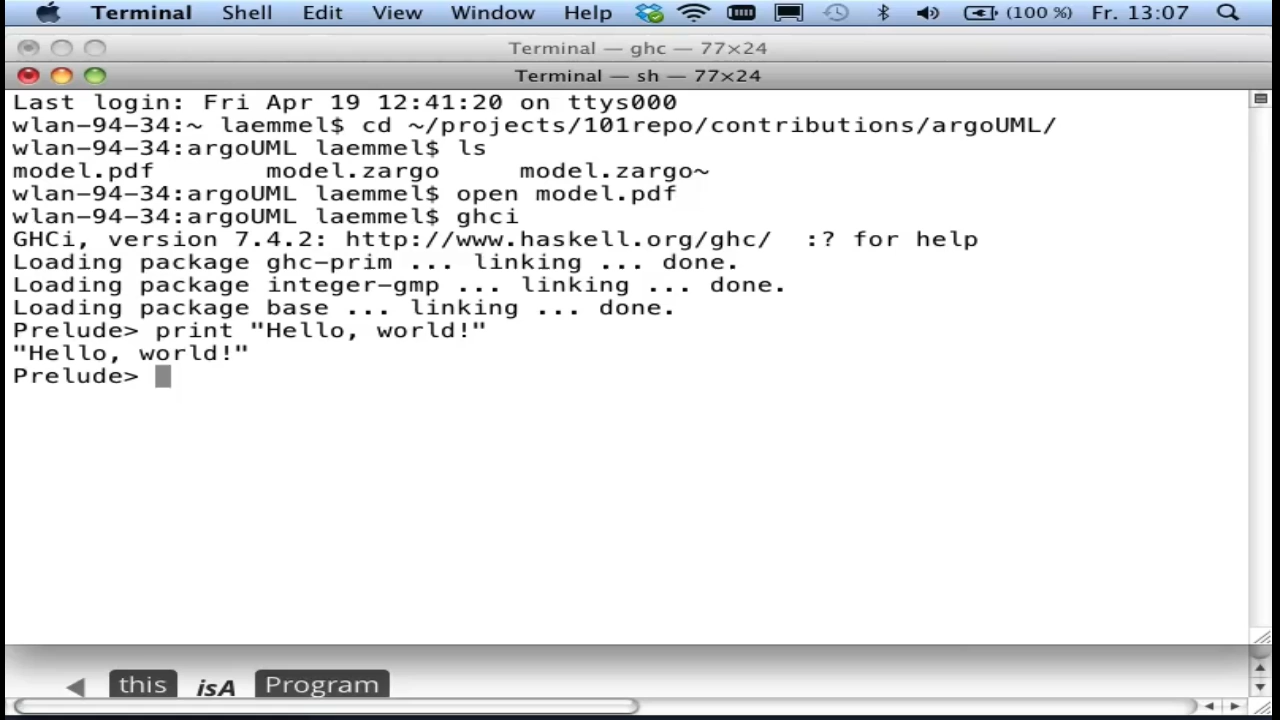 Terminal Shell Edit View Window Help (100 %) Fr. 13:07
Terminal — ghc — 77×24
Terminal — sh — 77×24
Last login: Fri Apr 19 12:41:20 on ttys000
wlan-94-34:~ laemmel$ cd ~/projects/101repo/contributions/argoUML/
wlan-94-34:argoUML laemmel$ ls
model.pdf model.zargo model.zargo~
wlan-94-34:argoUML laemmel$ open model.pdf
wlan-94-34:argoUML laemmel$ ghci
GHCi, version 7.4.2: http://www.haskell.org/ghc/  :? for help
Loading package ghc-prim ... linking ... done.
Loading package integer-gmp ... linking ... done.
Loading package base ... linking ... done.
Prelude> print "Hello, world!"
"Hello, world!"
Prelude>
this isA Program